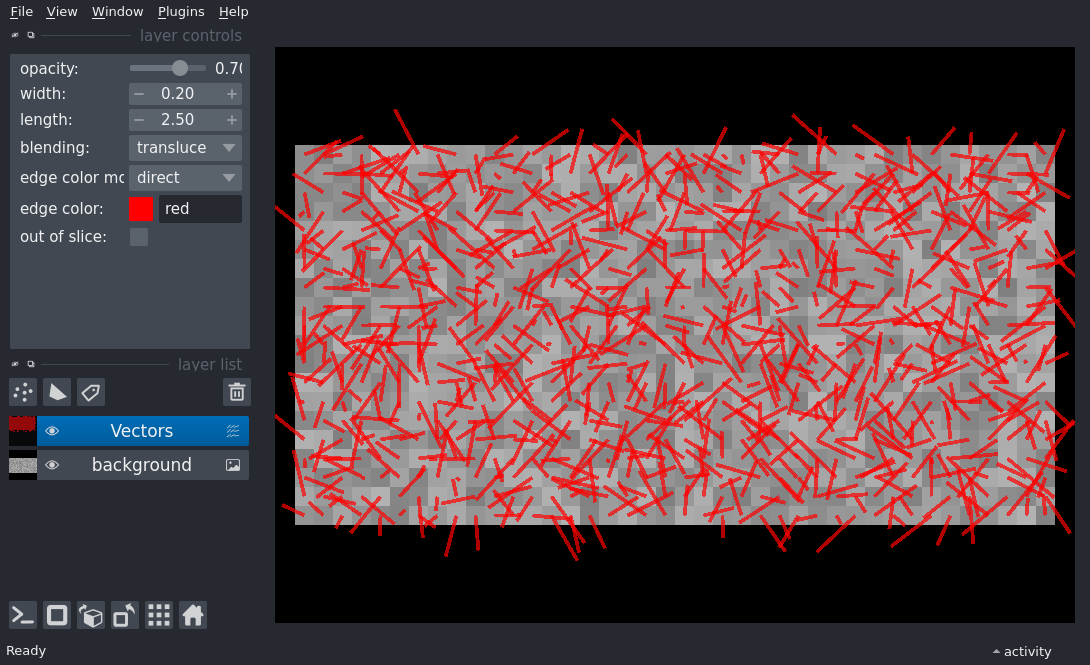 File View Window Plugins Help
layer controls
opacity: 0.70
width: 0.20
length: 2.50
blending: transluce
edge color mo direct
edge color: red
out of slice:
layer list
Vectors
background
Ready activity